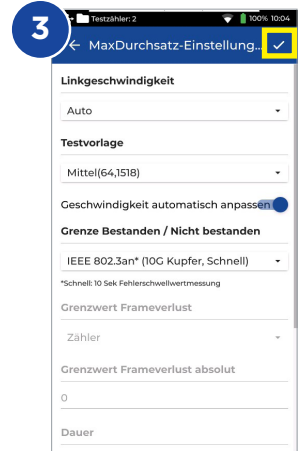 3
Testzähler: 2 100% 10:04
MaxDurchsatz-Einstellung...
Linkgeschwindigkeit
Auto
Testvorlage
Mittel(64,1518)
Geschwindigkeit automatisch anpassen
Grenze Bestanden / Nicht bestanden
IEEE 802.3an* (10G Kupfer, Schnell)
*Schnell: 10 Sek Fehlerschwellwertmessung
Grenzwert Frameverlust
Zähler
Grenzwert Frameverlust absolut
0
Dauer